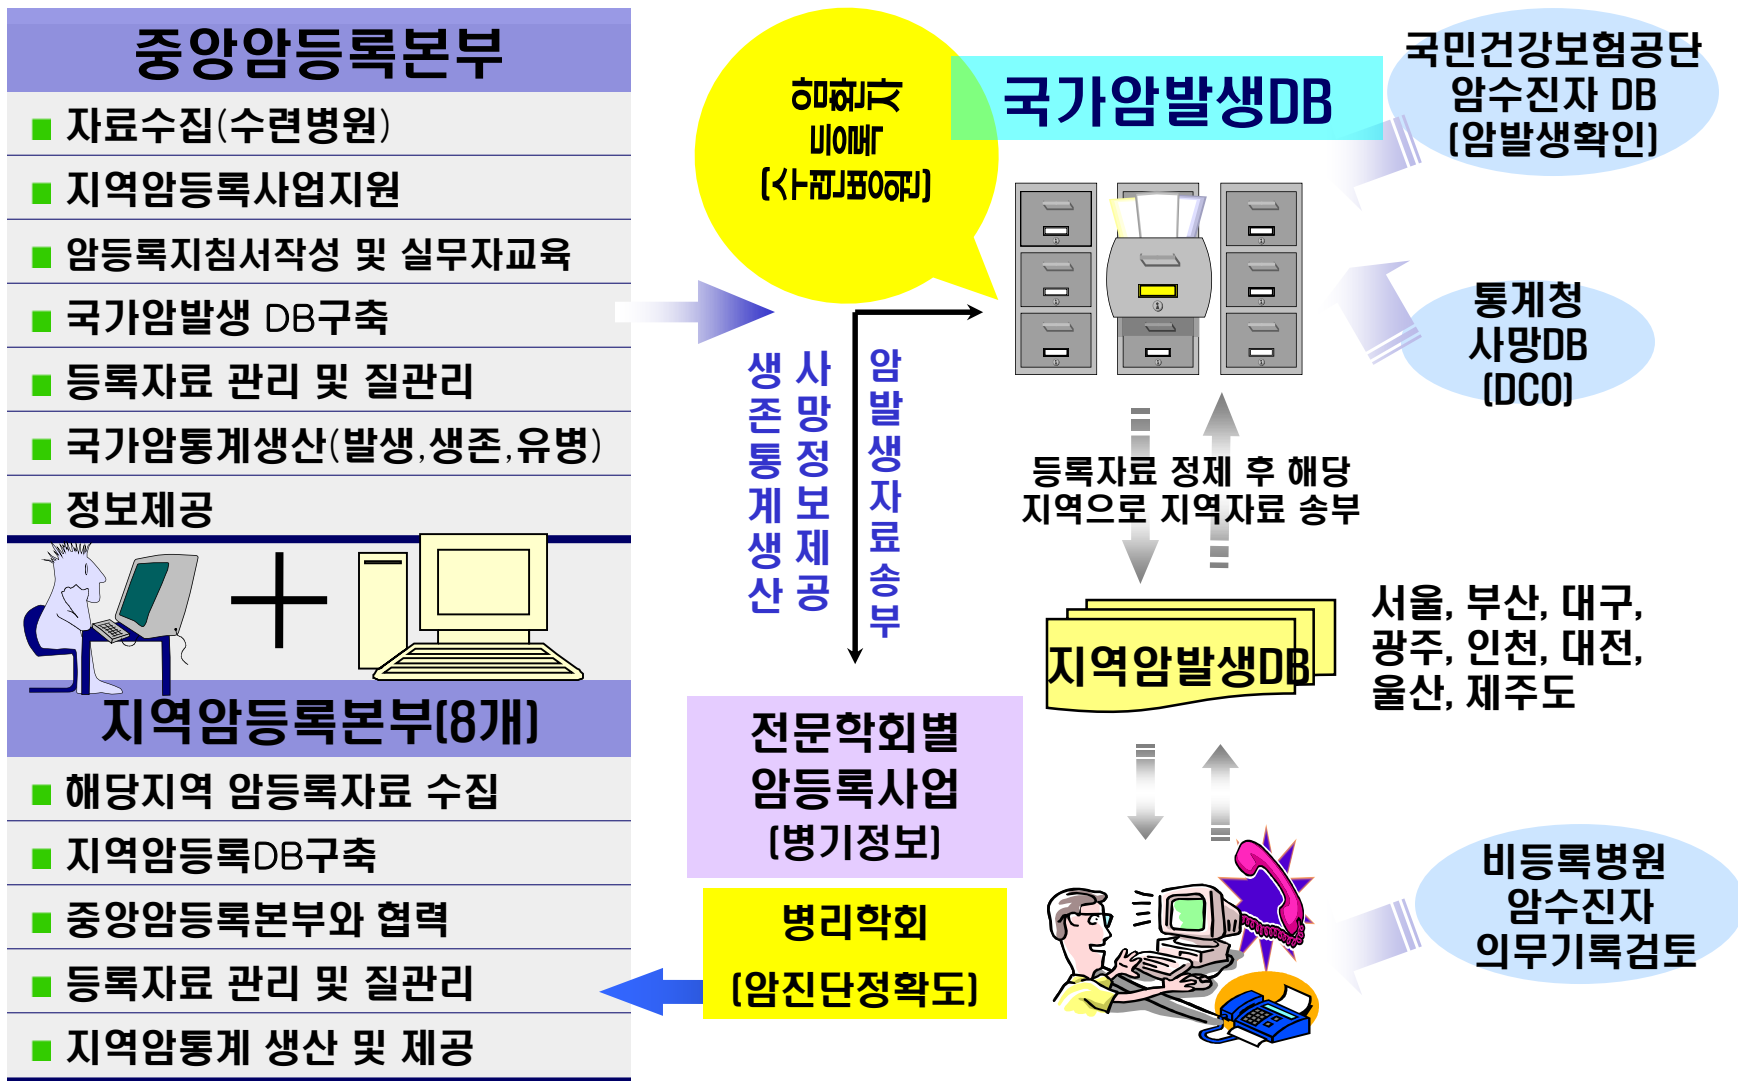 중앙암등록본부
자료수집(수련병원)
지역암등록사업지원
암등록지침서작성 및 실무자교육
국가암발생 DB구축
등록자료 관리 및 질관리
국가암통계생산(발생,생존,유병)
정보제공
지역암등록본부(8개)
해당지역 암등록자료 수집
지역암등록DB구축
중앙암등록본부와 협력
등록자료 관리 및 질관리
지역암통계 생산 및 제공
암환자
등록
(수련병원)
국가암발생DB
국민건강보험공단
암수진자 DB
(암발생확인)
통계청
사망DB
(DCO)
생존통계생산
사망정보제공
암발생자료송부
등록자료 정제 후 해당
지역으로 지역자료 송부
지역암발생DB
서울, 부산, 대구,
광주, 인천, 대전,
울산, 제주도
전문학회별
암등록사업
(병기정보)
병리학회
(암진단정확도)
비등록병원
암수진자
의무기록검토